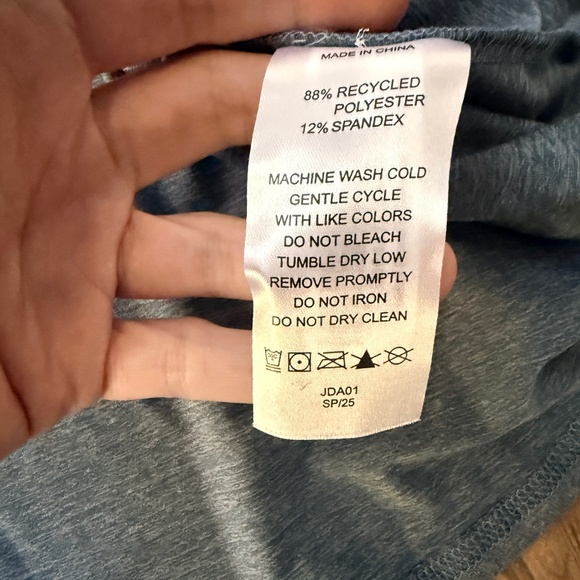 MADE IN CHINA
88% RECYCLED
POLYESTER
12% SPANDEX
MACHINE WASH COLD
GENTLE CYCLE
WITH LIKE COLORS
DO NOT BLEACH
TUMBLE DRY LOW
REMOVE PROMPTLY
DO NOT IRON
DO NOT DRY CLEAN
JDA01
SP/25